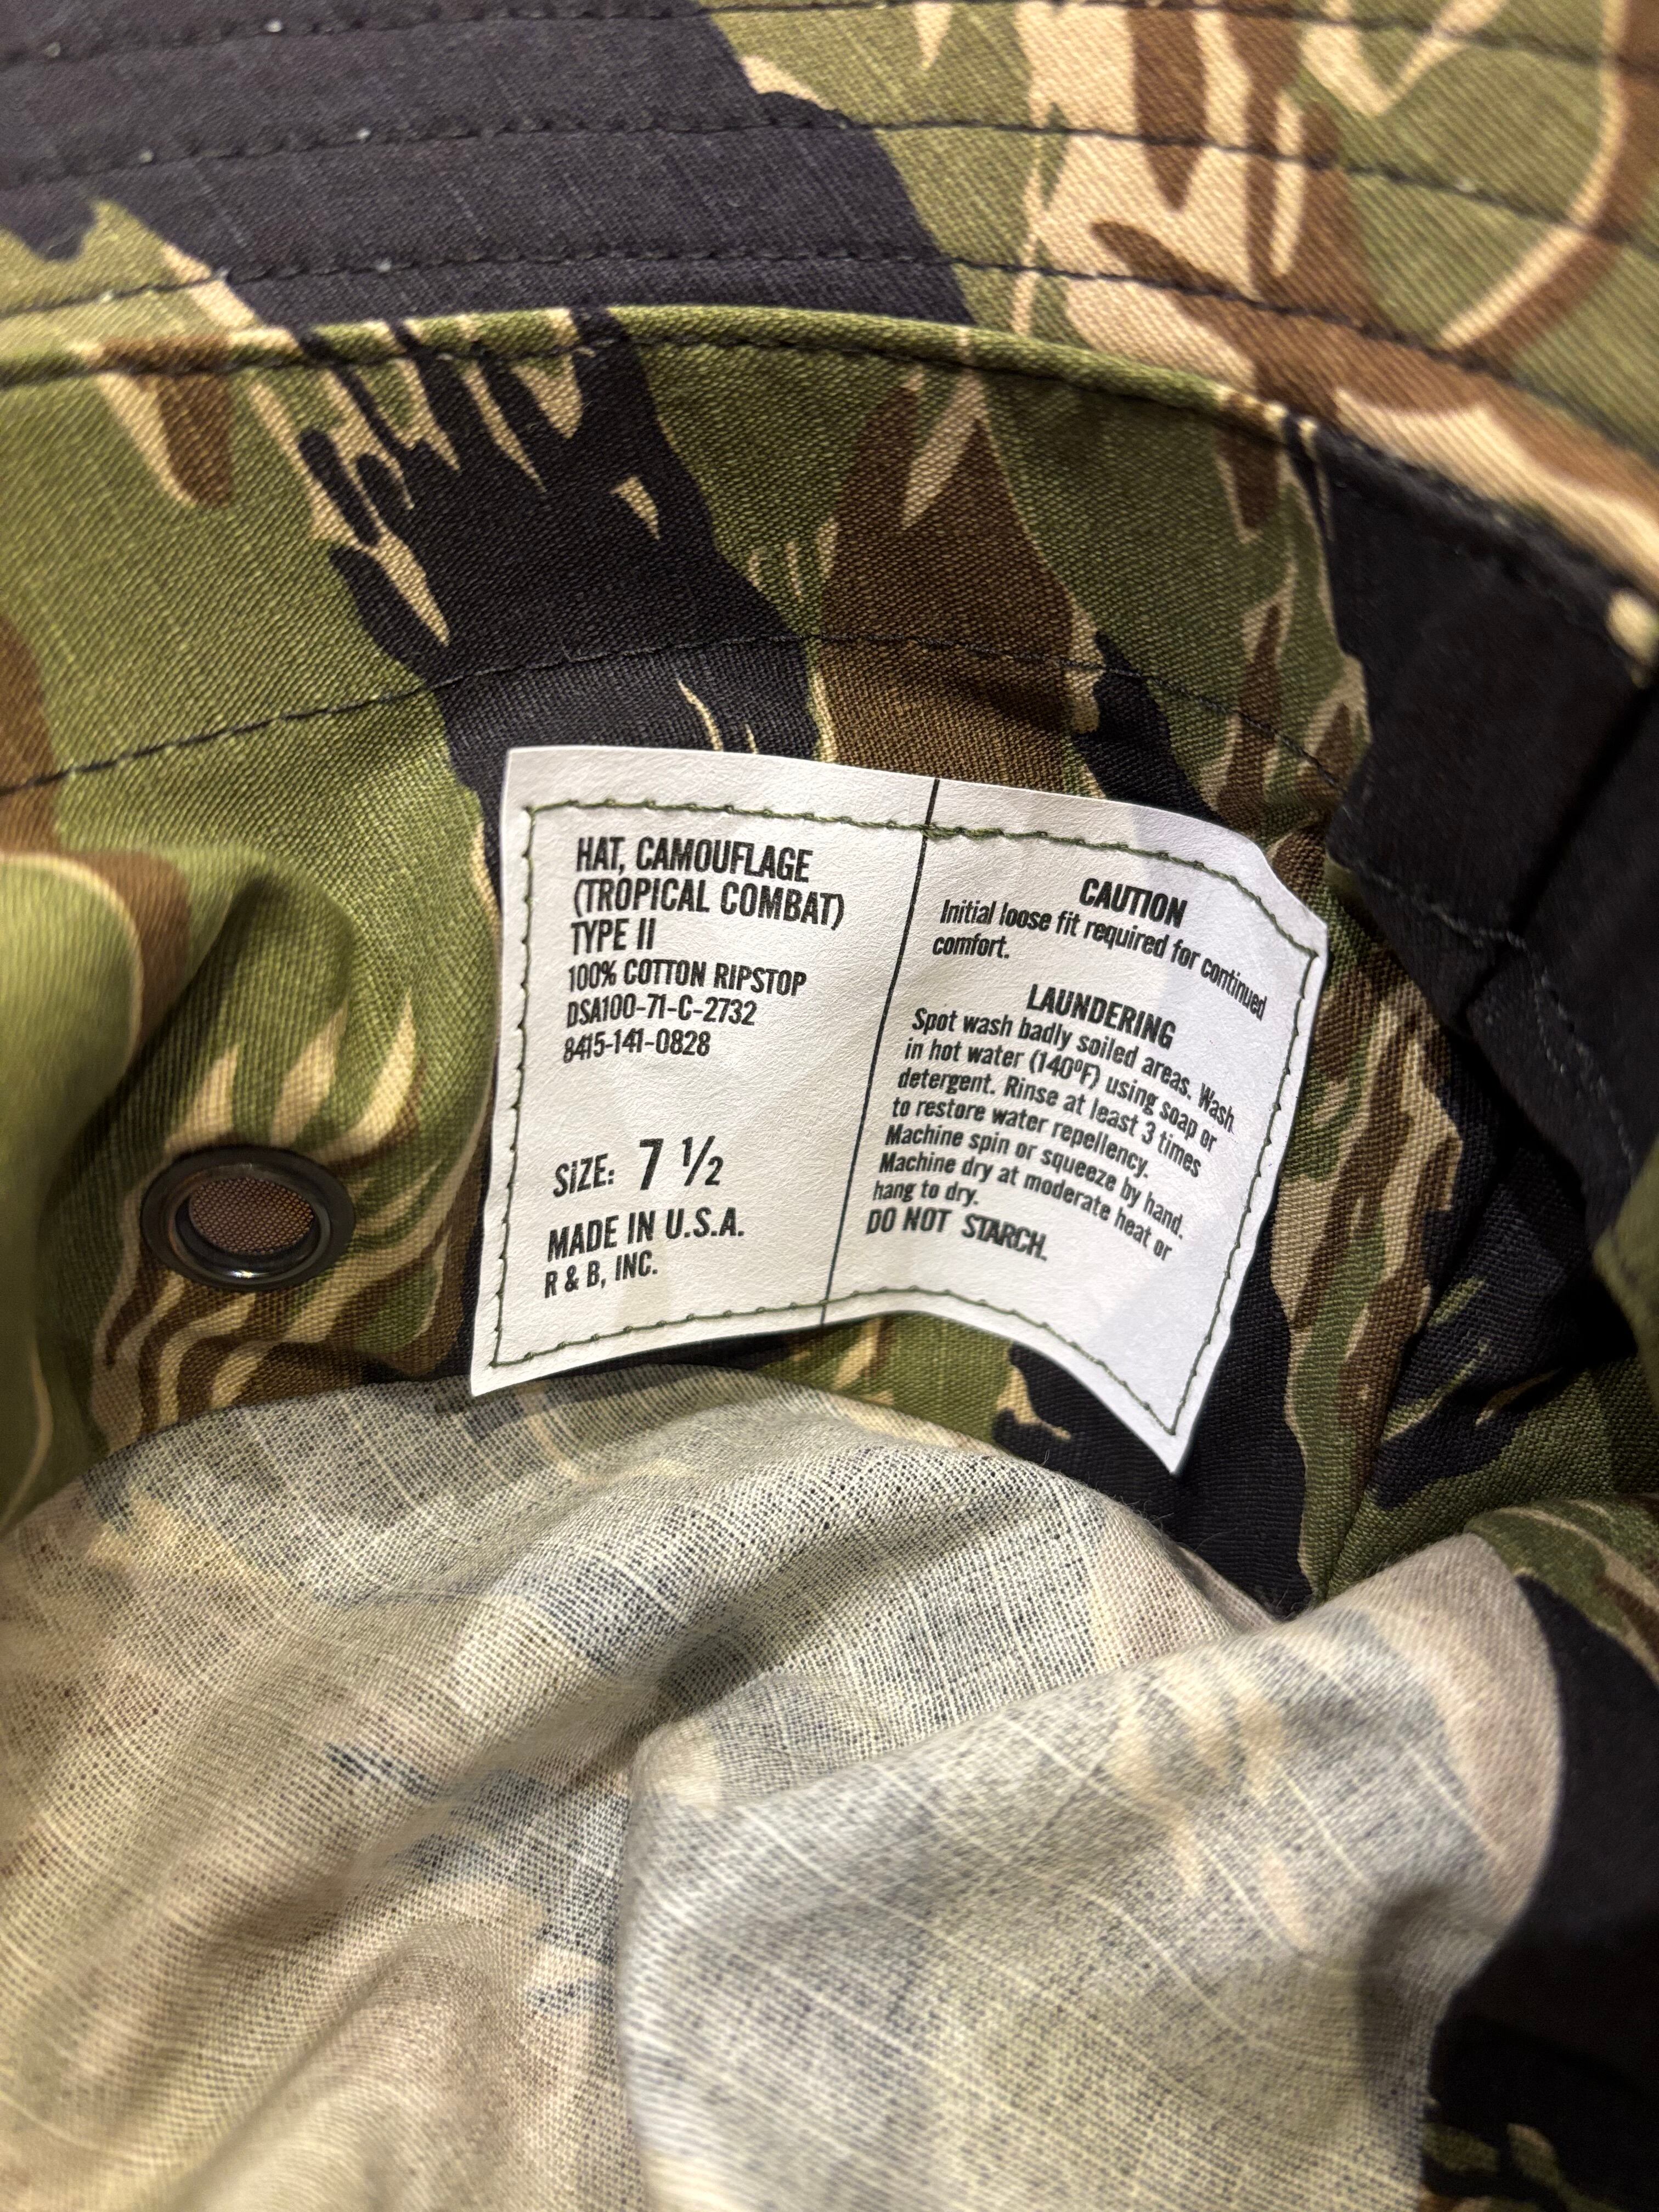 HAT, CAMOUFLAGE
(TROPICAL COMBAT)
TYPE II
100% COTTON RIPSTOP
DSA100-71-C-2732
8415-141-0828
SIZE: 7 ½
MADE IN U.S.A.
R & B, INC.
CAUTION
Initial loose fit required for continued
comfort.
LAUNDERING
Spot wash badly soiled areas. Wash
in hot water (140ºF) using soap or
detergent. Rinse at least 3 times
to restore water repellency.
Machine spin or squeeze by hand.
Machine dry at moderate heat or
hang to dry.
DO NOT STARCH.